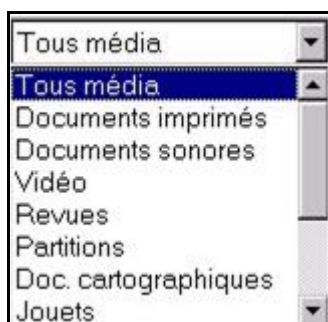 Tous média
Tous média
Documents imprimés
Documents sonores
Vidéo
Revues
Partitions
Doc. cartographiques
Jouets